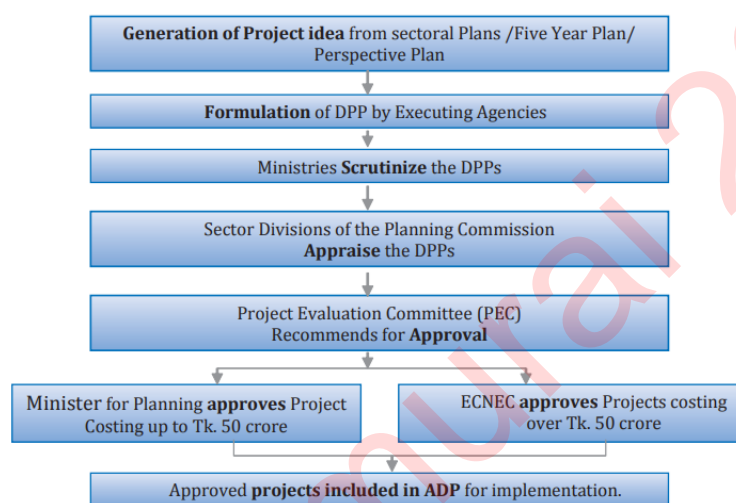 Generation of Project idea from sectoral Plans /Five Year Plan/
Perspective Plan
Formulation of DPP by Executing Agencies
Ministries Scrutinize the DPPs
Sector Divisions of the Planning Commission
Appraise the DPPs
Project Evaluation Committee (PEC)
Recommends for Approval
Minister for Planning approves Project
Costing up to Tk. 50 crore
ECNEC approves Projects costing
over Tk. 50 crore
Approved projects included in ADP for implementation.